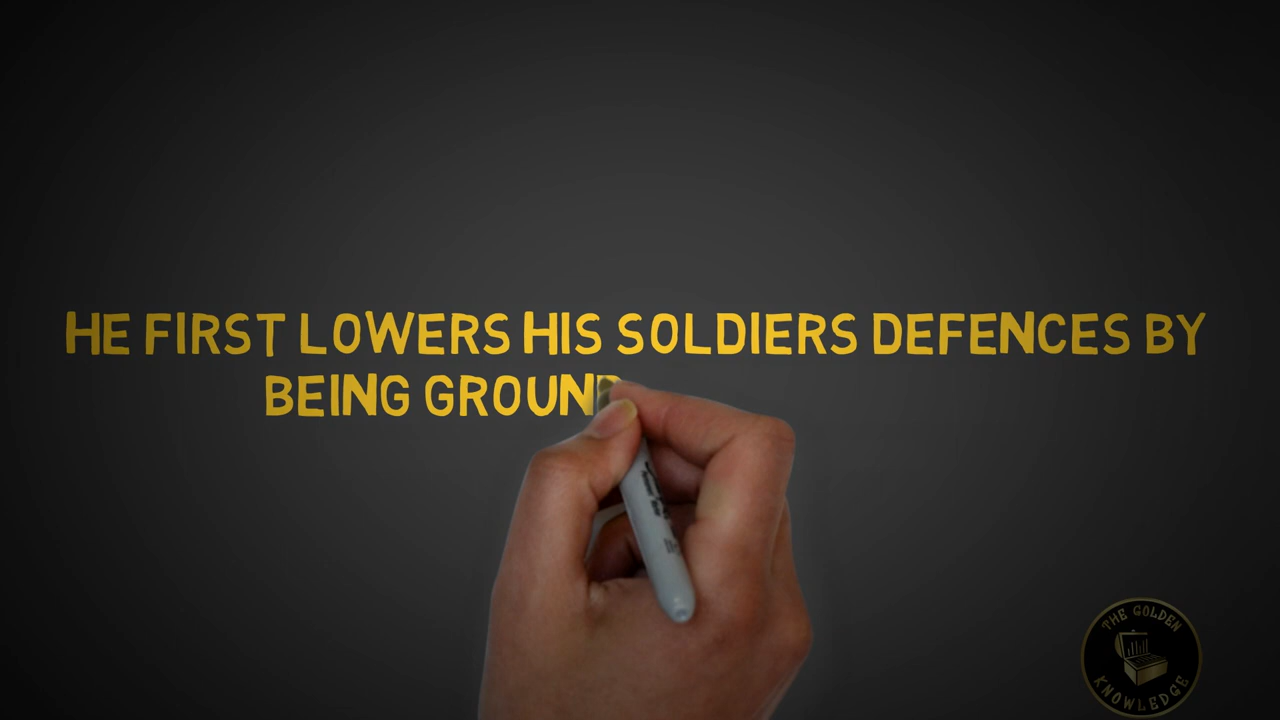 HE FIRST LOWERS HIS SOLDIERS DEFENCES BY
BEING GROUND
THE GOLDEN
KNOWLEDGE